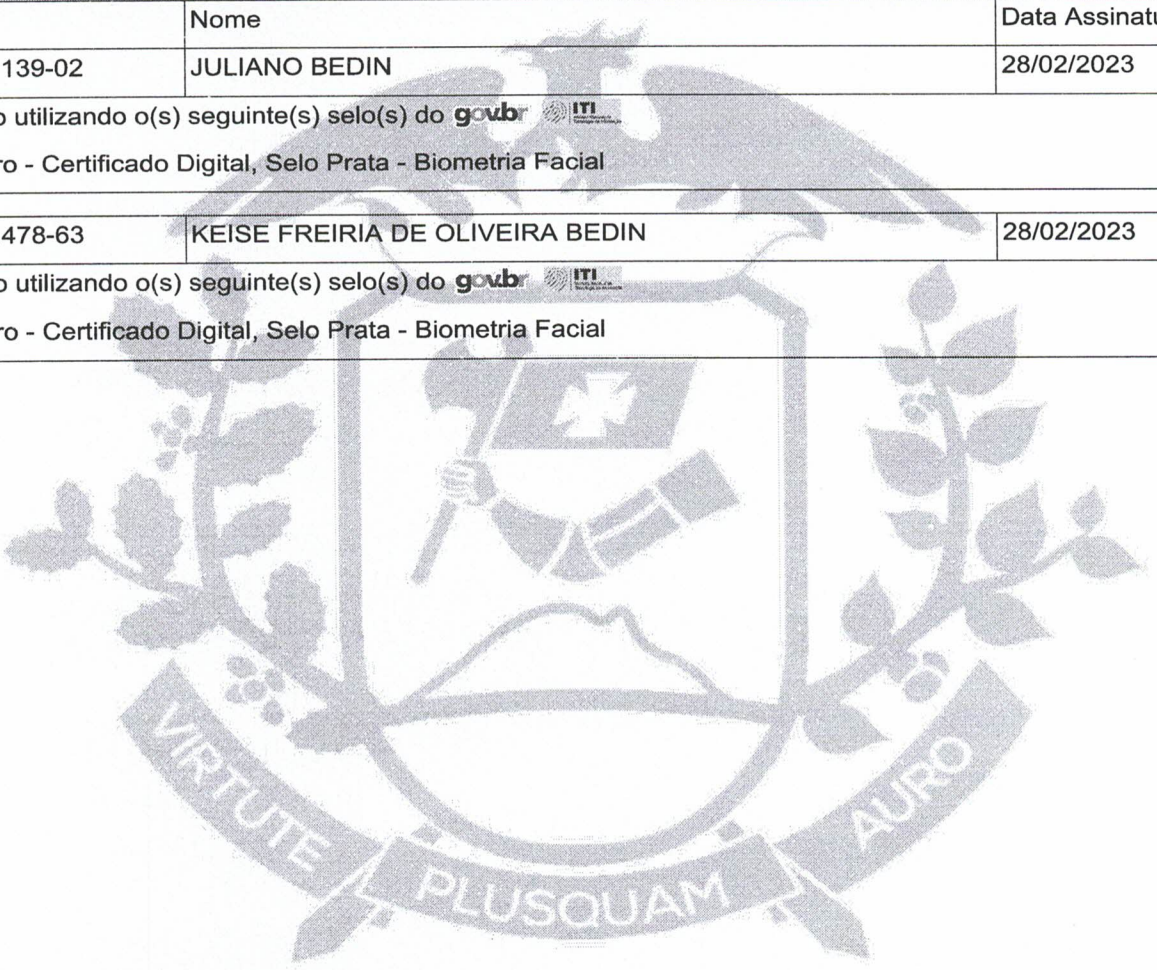 Nome Data Assinatu
139-02 JULIANO BEDIN 28/02/2023
o utilizando o(s) seguinte(s) selo(s) do gov.br ITI
ro - Certificado Digital, Selo Prata - Biometria Facial
478-63 KEISE FREIRIA DE OLIVEIRA BEDIN 28/02/2023
o utilizando o(s) seguinte(s) selo(s) do gov.br ITI
ro - Certificado Digital, Selo Prata - Biometria Facial
VIRTUTE PLUSQUAM AURO